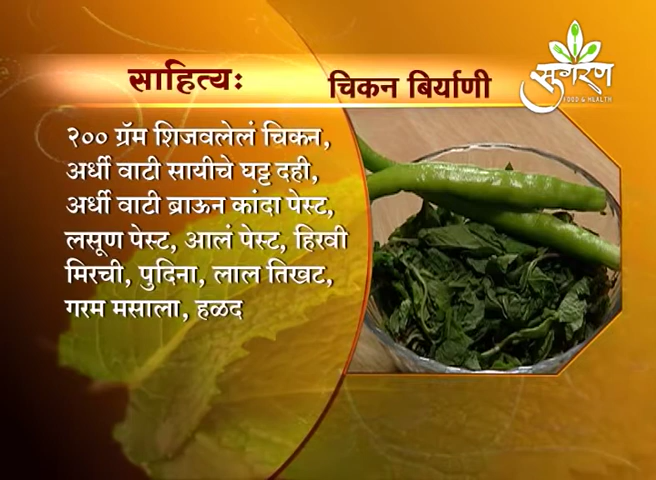 साहित्यः
चिकन बिर्याणी
सुगरण
FOOD & HEALTH
२०० ग्रॅम शिजवलेलं चिकन,
अर्धी वाटी सायीचे घट्ट दही,
अर्धी वाटी ब्राऊन कांदा पेस्ट,
लसूण पेस्ट, आलं पेस्ट, हिरवी
मिरची, पुदिना, लाल तिखट,
गरम मसाला, हळद